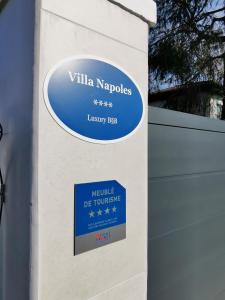 Villa Napoles
****
Luxury B&B
MEUBLÉ
DE TOURISME
★★★★